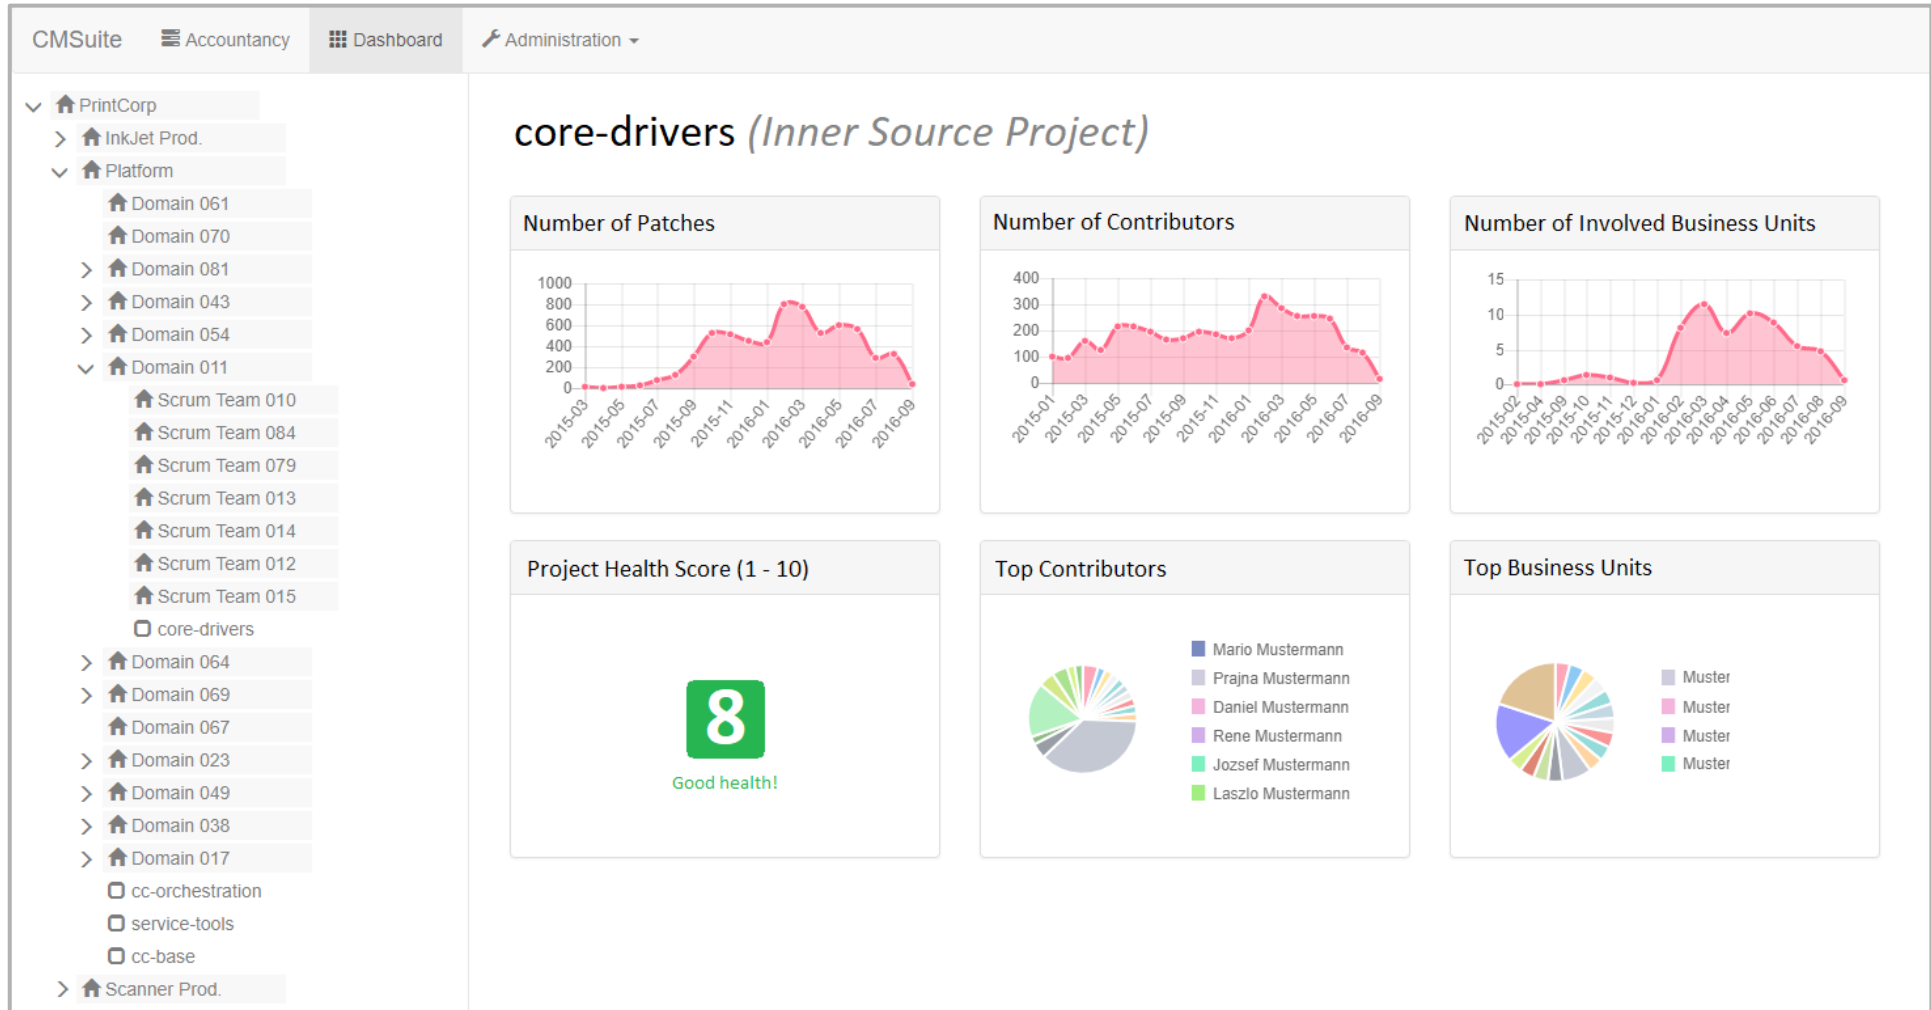 CMSuite
Accountancy
Dashboard
Administration
PrintCorp
InkJet Prod.
Platform
Domain 061
Domain 070
Domain 081
Domain 043
Domain 054
Domain 011
Scrum Team 010
Scrum Team 084
Scrum Team 079
Scrum Team 013
Scrum Team 014
Scrum Team 012
Scrum Team 015
core-drivers
Domain 064
Domain 069
Domain 067
Domain 023
Domain 049
Domain 038
Domain 017
cc-orchestration
service-tools
cc-base
Scanner Prod.
core-drivers (Inner Source Project)
Number of Patches
1000
800
600
400
200
0
2015-03
2015-05
2015-07
2015-09
2015-11
2016-01
2016-03
2016-05
2016-07
2016-09
Number of Contributors
400
300
200
100
0
2015-01
2015-03
2015-05
2015-07
2015-09
2015-11
2016-01
2016-03
2016-05
2016-07
2016-09
Number of Involved Business Units
15
10
5
0
2015-02
2015-04
2015-09
2015-10
2015-11
2015-12
2016-01
2016-02
2016-03
2016-04
2016-05
2016-06
2016-07
2016-08
2016-09
Project Health Score (1 - 10)
8
Good health!
Top Contributors
Mario Mustermann
Prajna Mustermann
Daniel Mustermann
Rene Mustermann
Jozsef Mustermann
Laszlo Mustermann
Top Business Units
Muster
Muster
Muster
Muster